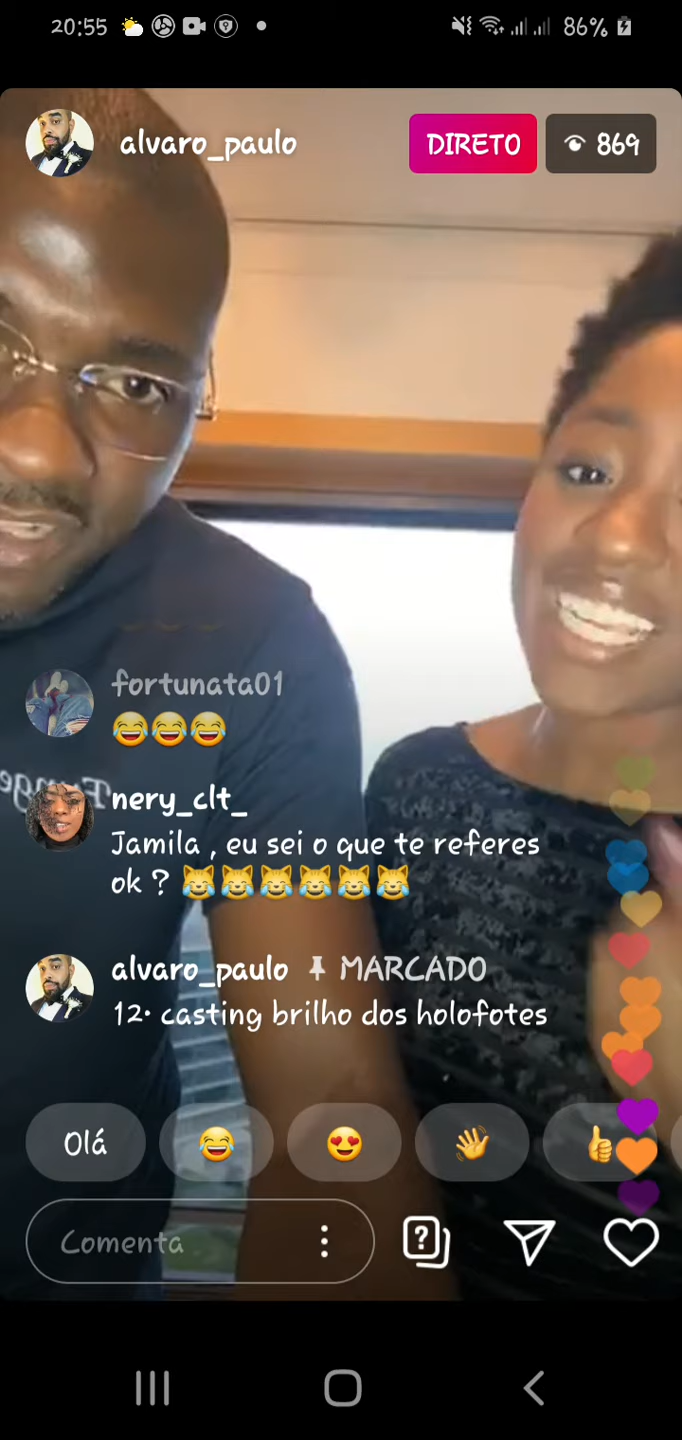 20:55
86%
alvaro_paulo
DIRETO
869
fortunata01
😂😂😂
nery_clt_
Jamila , eu sei o que te referes
ok ? 😹😹😹😹😹😹
alvaro_paulo MARCADO
12• casting brilho dos holofotes
Olá
Comenta